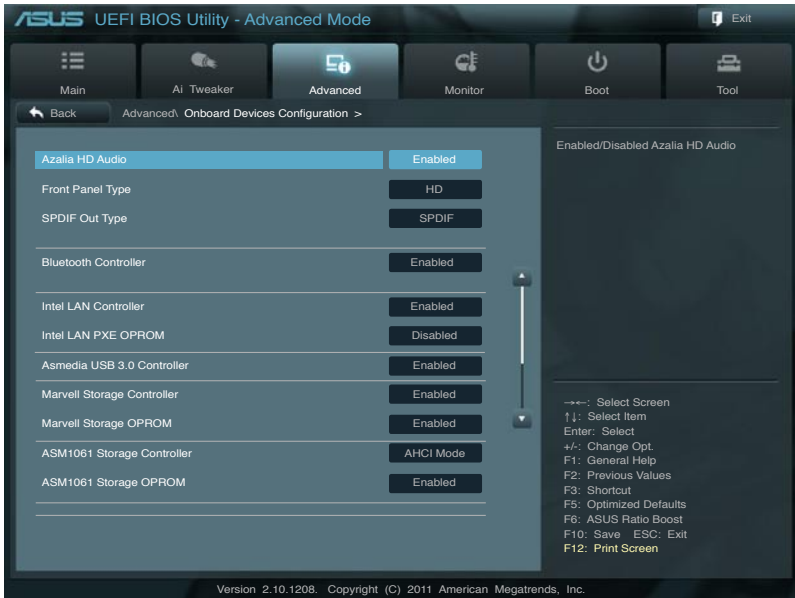 ASUS UEFI BIOS Utility - Advanced Mode
Exit
Main
Ai Tweaker
Advanced
Monitor
Boot
Tool
Back
Advanced\ Onboard Devices Configuration >
Azalia HD Audio Enabled
Front Panel Type HD
SPDIF Out Type SPDIF
Bluetooth Controller Enabled
Intel LAN Controller Enabled
Intel LAN PXE OPROM Disabled
Asmedia USB 3.0 Controller Enabled
Marvell Storage Controller Enabled
Marvell Storage OPROM Enabled
ASM1061 Storage Controller AHCI Mode
ASM1061 Storage OPROM Enabled
Enabled/Disabled Azalia HD Audio
→←: Select Screen
↑↓: Select Item
Enter: Select
+/-: Change Opt.
F1: General Help
F2: Previous Values
F3: Shortcut
F5: Optimized Defaults
F6: ASUS Ratio Boost
F10: Save ESC: Exit
F12: Print Screen
Version 2.10.1208. Copyright (C) 2011 American Megatrends, Inc.